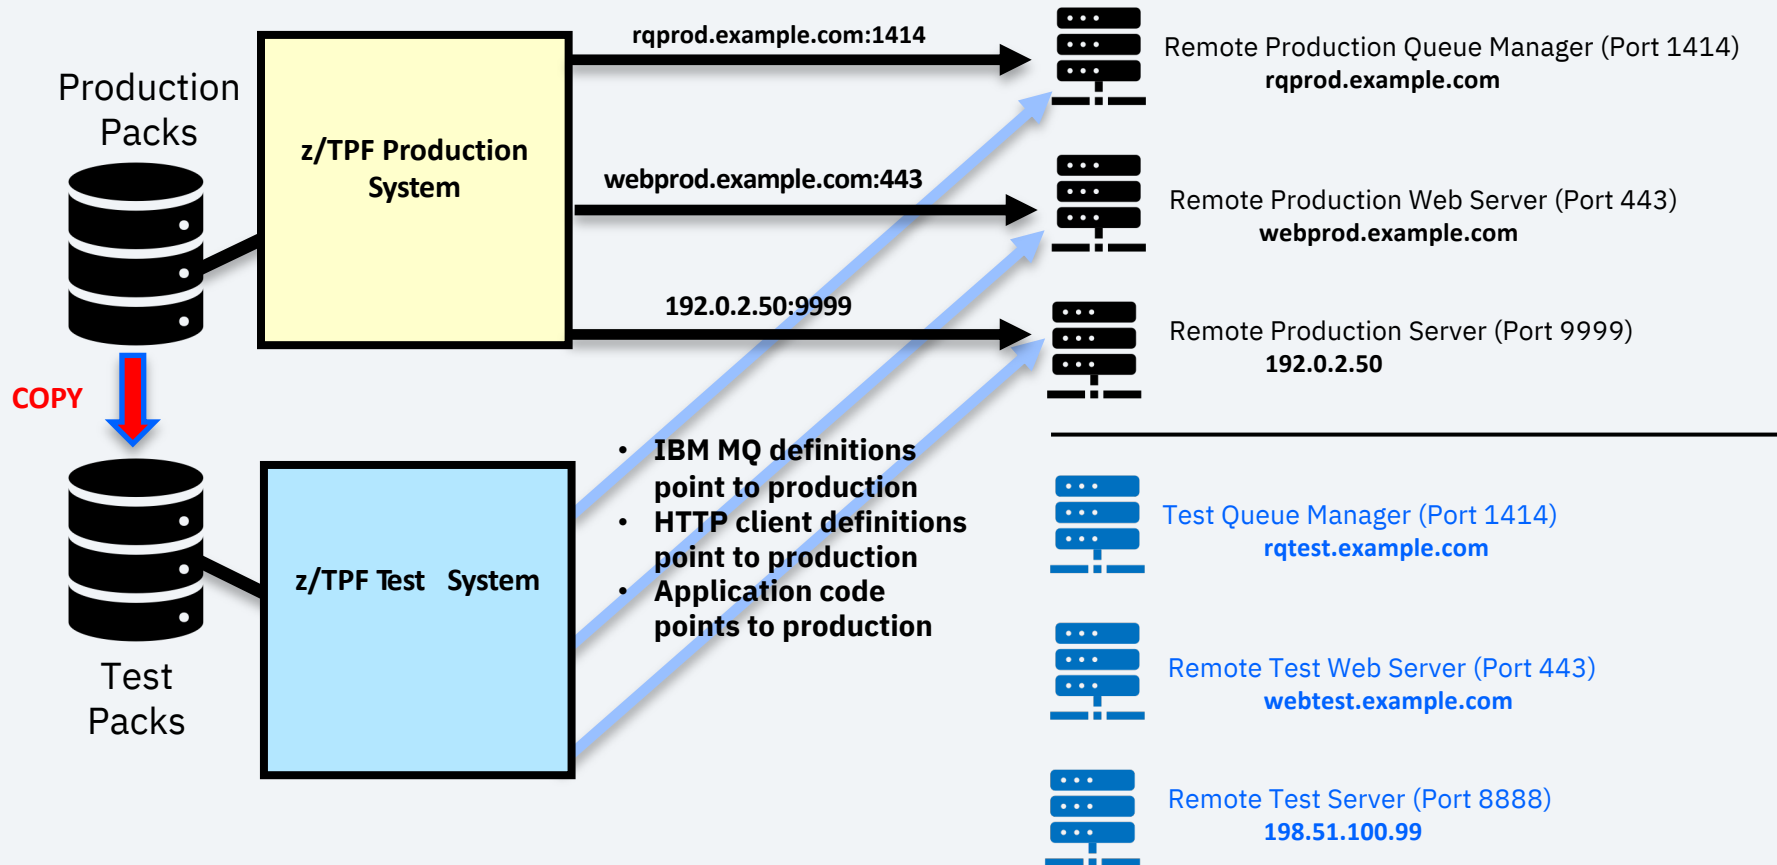 Production
Packs
COPY
Test
Packs
z/TPF Production
System
z/TPF Test System
rqprod.example.com:1414
webprod.example.com:443
192.0.2.50:9999
• IBM MQ definitions
point to production
• HTTP client definitions
point to production
• Application code
points to production
Remote Production Queue Manager (Port 1414)
rqprod.example.com
Remote Production Web Server (Port 443)
webprod.example.com
Remote Production Server (Port 9999)
192.0.2.50
Test Queue Manager (Port 1414)
rqtest.example.com
Remote Test Web Server (Port 443)
webtest.example.com
Remote Test Server (Port 8888)
198.51.100.99